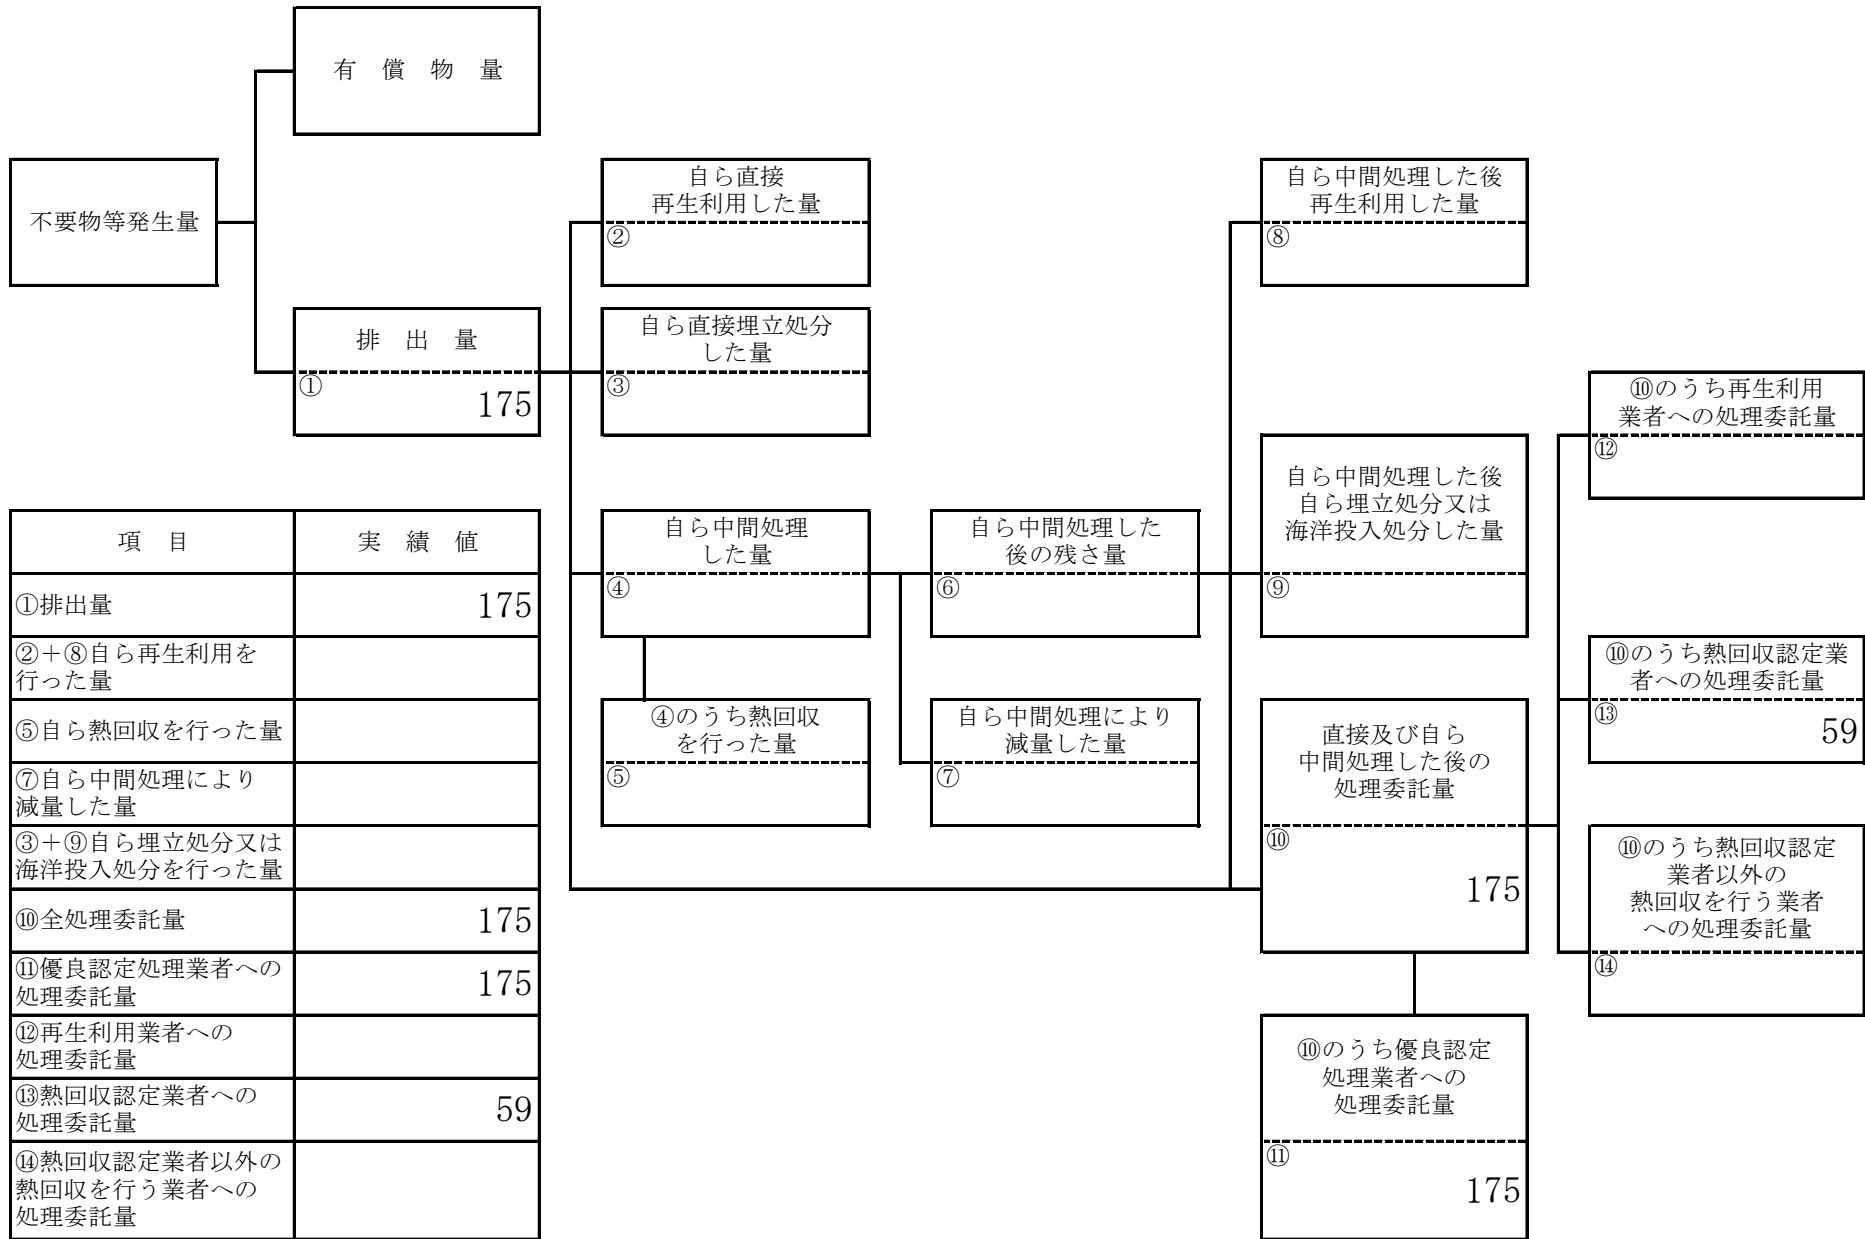 有　償　物　量
不要物等発生量
自ら直接
再生利用した量
②
自ら中間処理した後
再生利用した量
⑧
排　出　量
①
175
自ら直接埋立処分
した量
③
⑩のうち再生利用
業者への処理委託量
⑫
自ら中間処理した後
自ら埋立処分又は
海洋投入処分した量
⑨
自ら中間処理
した量
④
自ら中間処理した
後の残さ量
⑥
⑩のうち熱回収認定業
者への処理委託量
⑬
59
④のうち熱回収
を行った量
⑤
自ら中間処理により
減量した量
⑦
直接及び自ら
中間処理した後の
処理委託量
⑩
175
⑩のうち熱回収認定
業者以外の
熱回収を行う業者
への処理委託量
⑭
⑩のうち優良認定
処理業者への
処理委託量
⑪
175
項　目　実　績　値
①排出量　175
②＋⑧自ら再生利用を
行った量
⑤自ら熱回収を行った量
⑦自ら中間処理により
減量した量
③＋⑨自ら埋立処分又は
海洋投入処分を行った量
⑩全処理委託量　175
⑪優良認定処理業者への
処理委託量　175
⑫再生利用業者への
処理委託量
⑬熱回収認定業者への
処理委託量　59
⑭熱回収認定業者以外の
熱回収を行う業者への
処理委託量